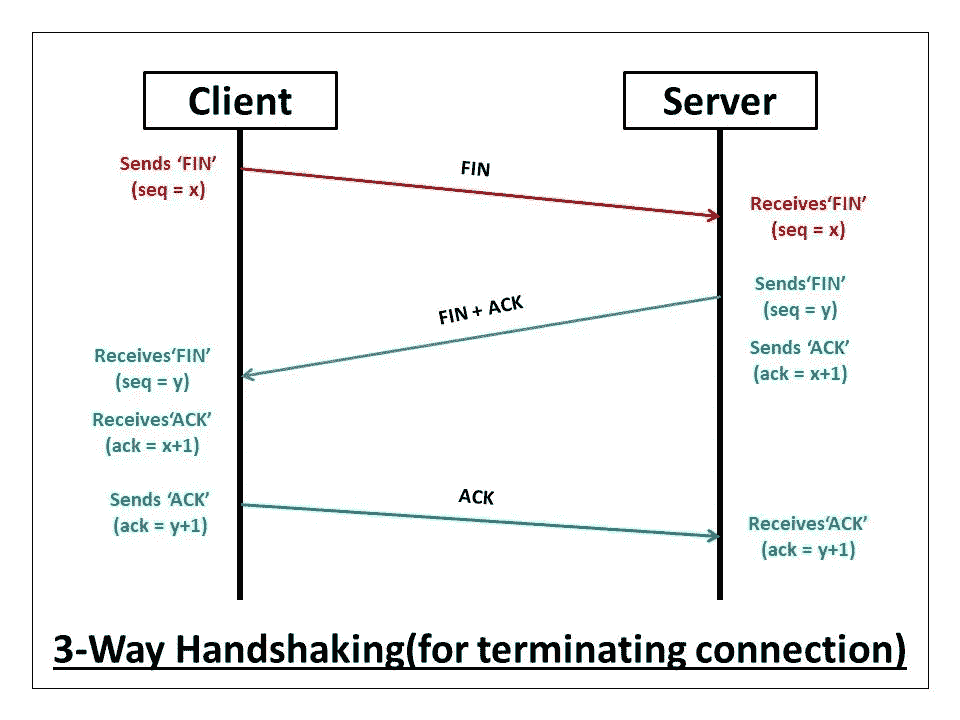 Client
Server
Sends ‘FIN’
(seq = x)
FIN
Receives‘FIN’
(seq = x)
Sends‘FIN’
(seq = y)
FIN + ACK
Sends ‘ACK’
(ack = x+1)
Receives‘FIN’
(seq = y)
Receives‘ACK’
(ack = x+1)
Sends ‘ACK’
(ack = y+1)
ACK
Receives‘ACK’
(ack = y+1)
3-Way Handshaking(for terminating connection)